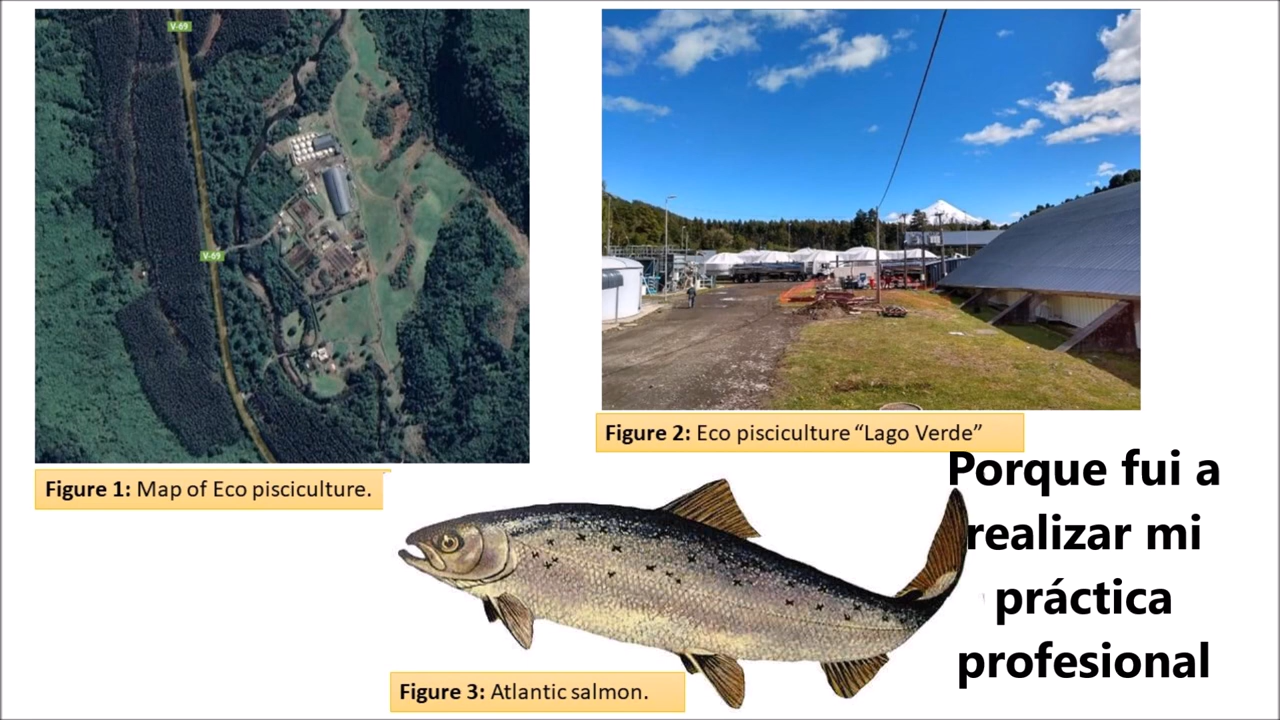 V-69
V-69
Figure 1: Map of Eco pisciculture.
Figure 2: Eco pisciculture “Lago Verde”
Figure 3: Atlantic salmon.
Porque fui a
realizar mi
práctica
profesional